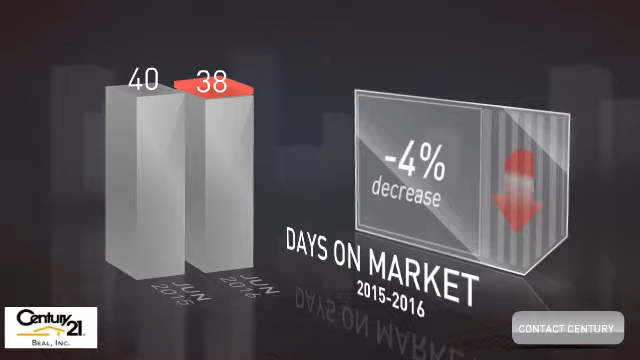 40
38
-4%
decrease
JUN
2015
JUN
2016
DAYS ON MARKET
2015-2016
Century 21
BEAL, INC.
CONTACT CENTURY